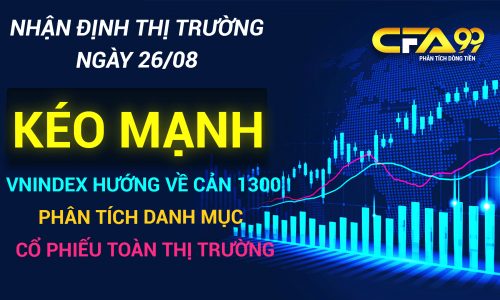 NHẬN ĐỊNH THỊ TRƯỜNG
NGÀY 26/08
CFA99
PHÂN TÍCH DÒNG TIỀN
KÉO MẠNH
VNINDEX HƯỚNG VỀ CẢN 1300!
PHÂN TÍCH DANH MỤC
CỔ PHIẾU TOÀN THỊ TRƯỜNG